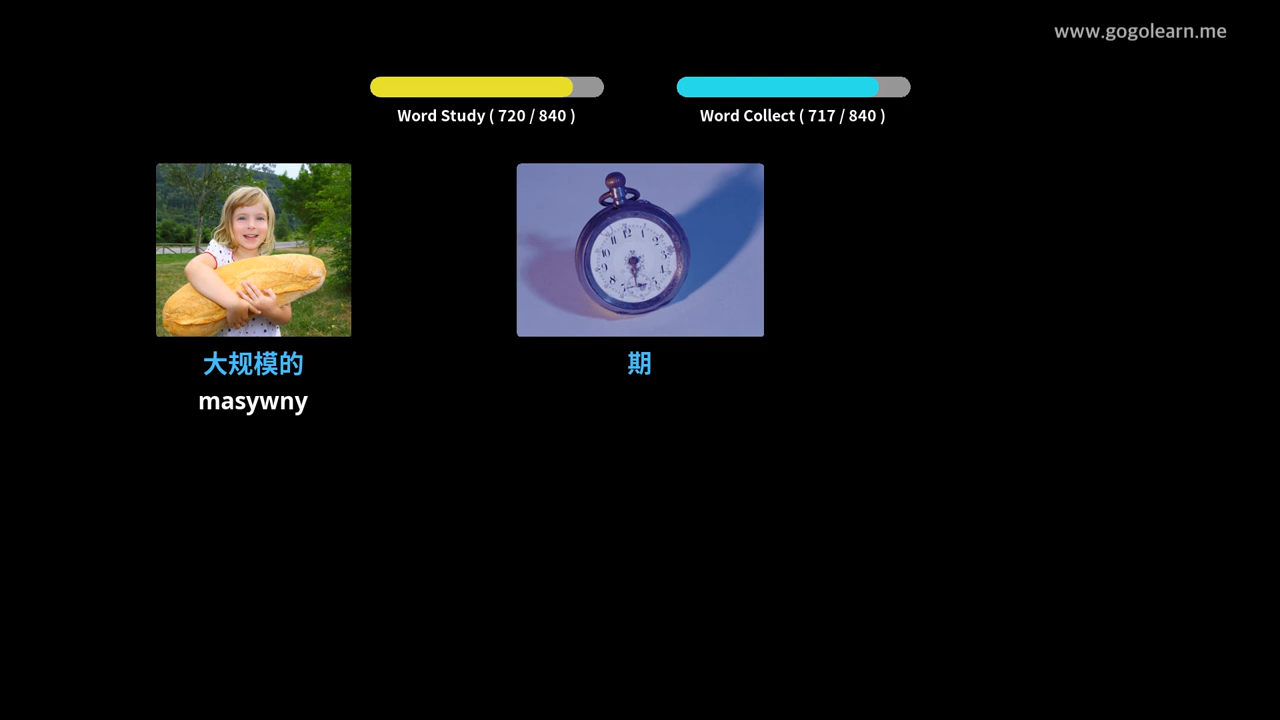 www.gogolearn.me
Word Study ( 720 / 840 )
Word Collect ( 717 / 840 )
大规模的
masywny
期